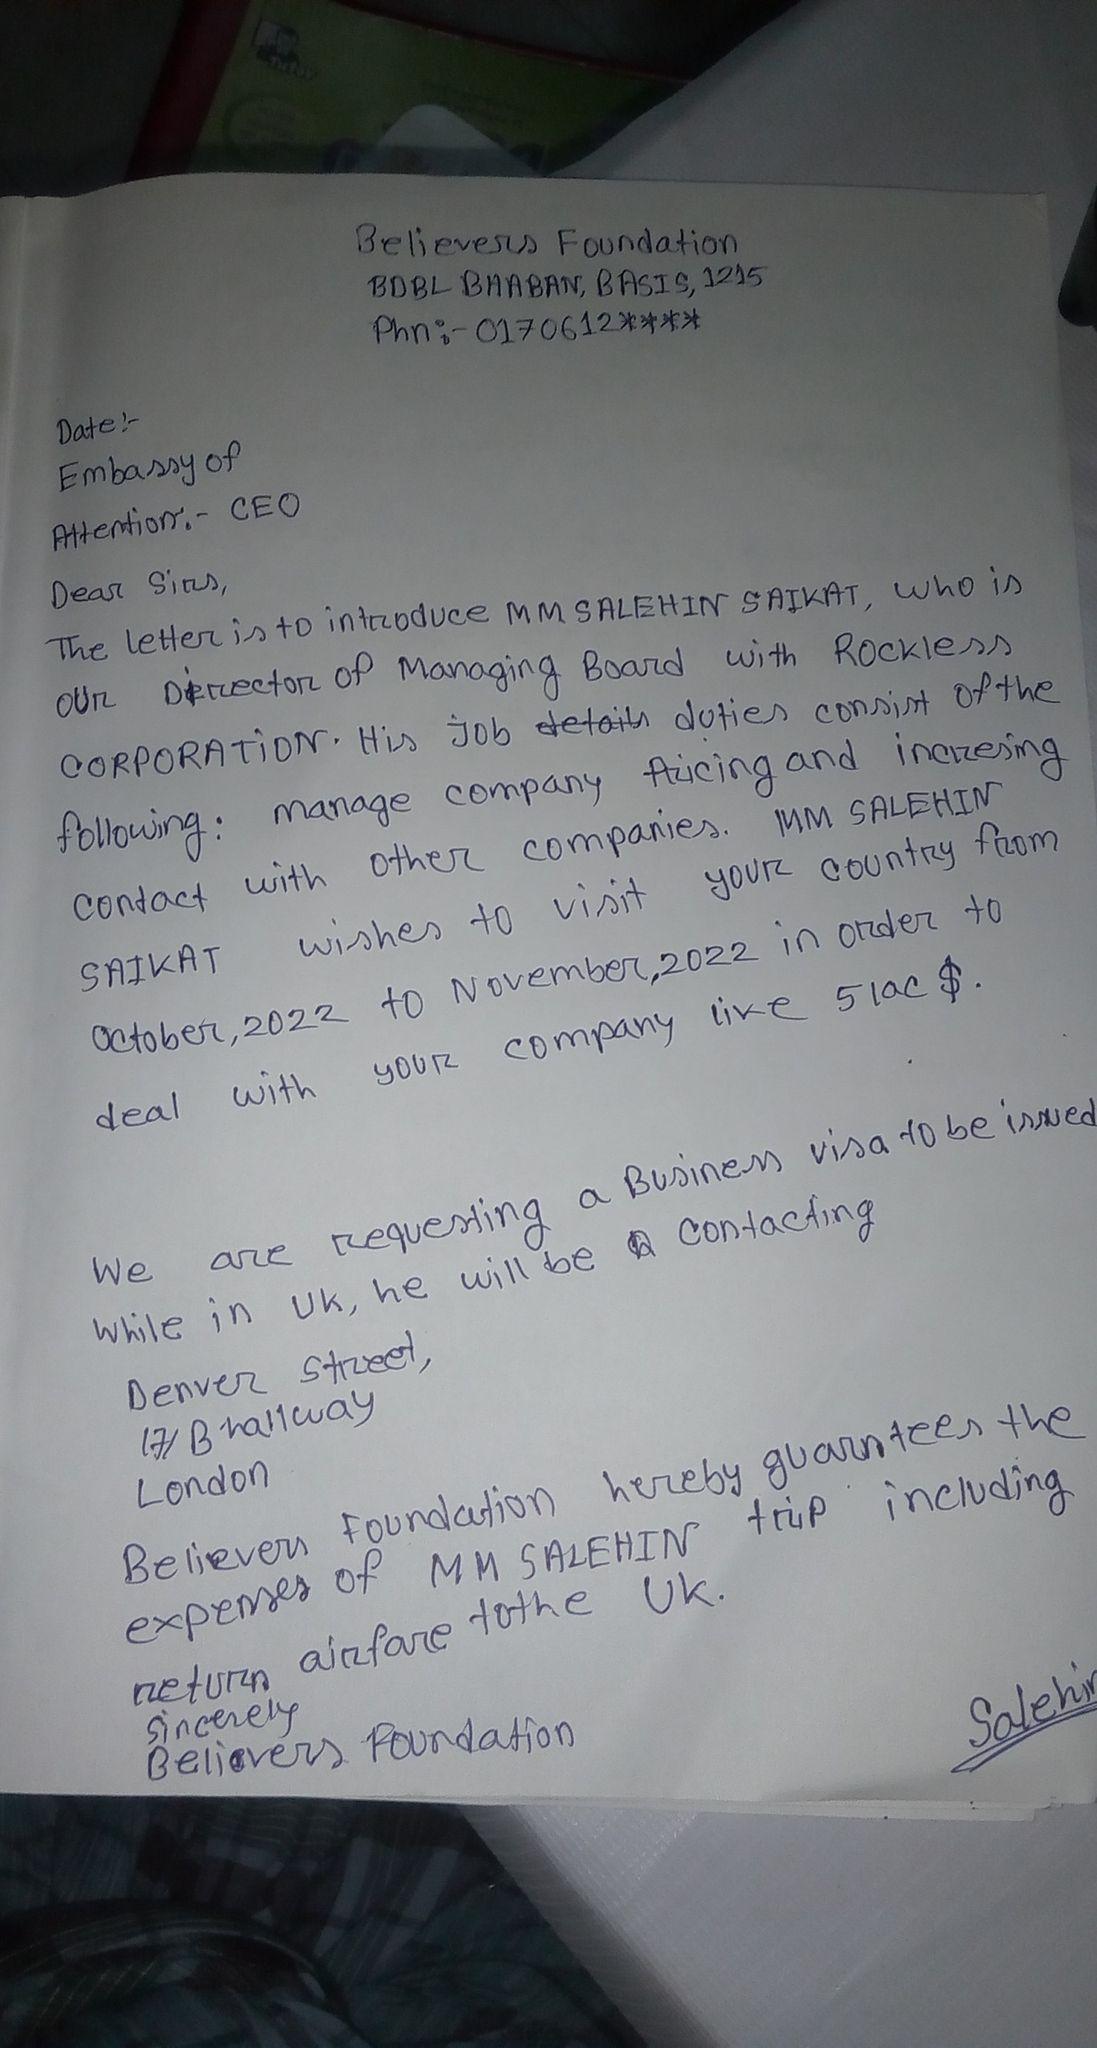 Believers Foundation
BDBL BHABAN, BASIS, 1215
Phn:- 0170612****
Date:-
Embassy of
Attention:- CEO
Dear Sirs,
The letter is to introduce MM SALEHIN SAIKAT, who is
our Director of Managing Board with Rockless
CORPORATION. His job details duties consist of the
following: manage company Pricing and incresing
contact with other companies. MM SALEHIN
SAIKAT wishes to visit your country from
October, 2022 to November, 2022 in order to
deal with your company like 5 lac $.
We are requesting a Business visa to be issued
While in UK, he will be contacting
Denver Street,
17/B hallway
London
Believers Foundation hereby guarntees the
expenses of MM SALEHIN trip including
return airfare tothe UK.
sincerely
Believers Foundation
Salehin